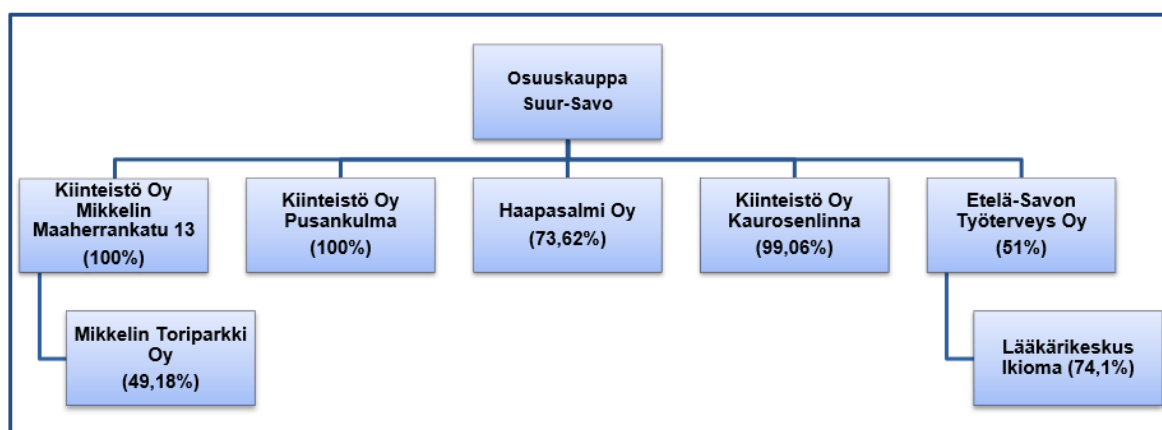 Osuuskauppa
Suur-Savo
Kiinteistö Oy
Mikkelin
Maaherrankatu 13
(100%)
Kiinteistö Oy
Pusankulma
(100%)
Haapasalmi Oy
(73,62%)
Kiinteistö Oy
Kaurosenlinna
(99,06%)
Etelä-Savon
Työterveys Oy
(51%)
Mikkelin Toriparkki
Oy
(49,18%)
Lääkärikeskus
Ikioma (74,1%)